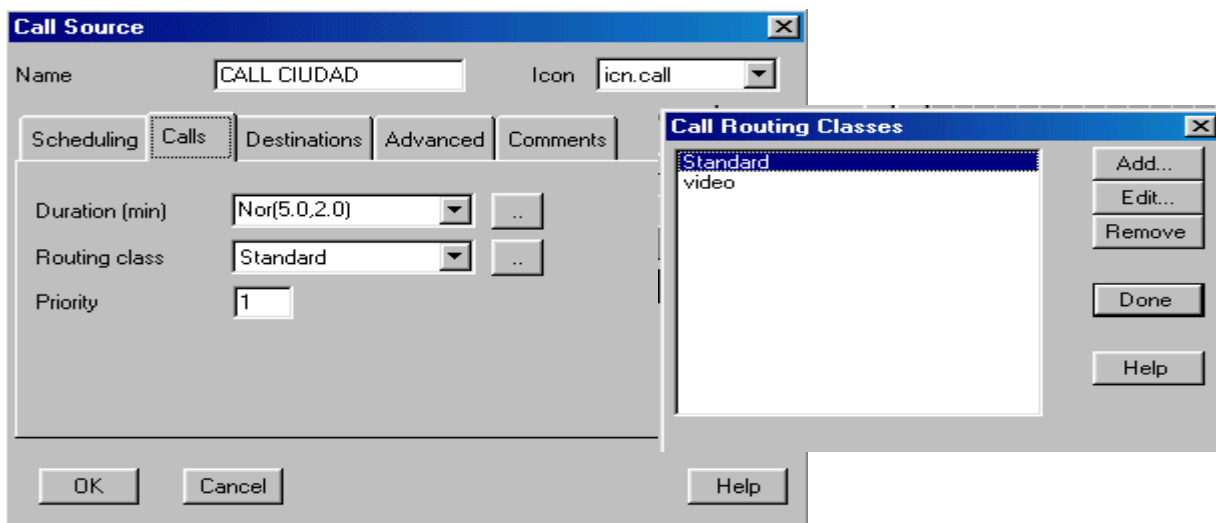 Call Source
Name CALL CIUDAD Icon icn.call
Scheduling Calls Destinations Advanced Comments
Duration (min) Nor(5.0,2.0) ..
Routing class Standard ..
Priority 1
OK Cancel Help
Call Routing Classes
Standard
video
Add...
Edit...
Remove
Done
Help